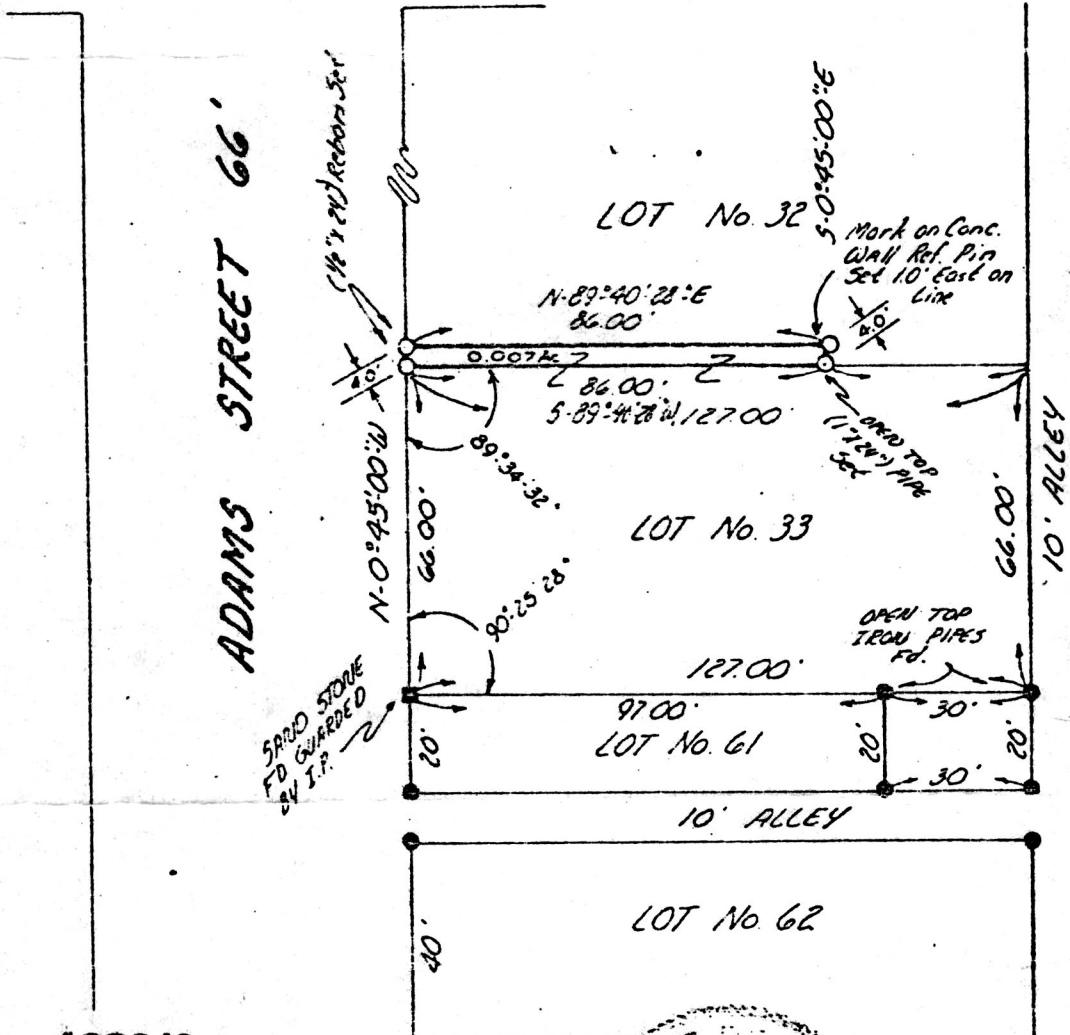 ADAMS STREET 66'
(½" x 24") Rebars Set
LOT No. 32
S-0°-45'-00"-E
Mark on Conc.
Wall Ref. Pin
Set 1.0' East on
Line
N-89°-40'-28"-E
86.00'
4.0'
0.007 Ac
4.0'
86.00'
S-89°-40'-28"-W 127.00'
OPEN TOP
(1"x24") PIPE
Set
N-0°-45'-00"-W
89°-34'-32"
66.00'
LOT No. 33
66.00'
10' ALLEY
90°-25'-28"
OPEN TOP
IRON PIPES
Fd.
SAND STONE
FD GUARDED
BY I.P.
127.00'
97.00'
30'
20'
LOT No. 61
20'
20'
30'
10' ALLEY
LOT No. 62
40'